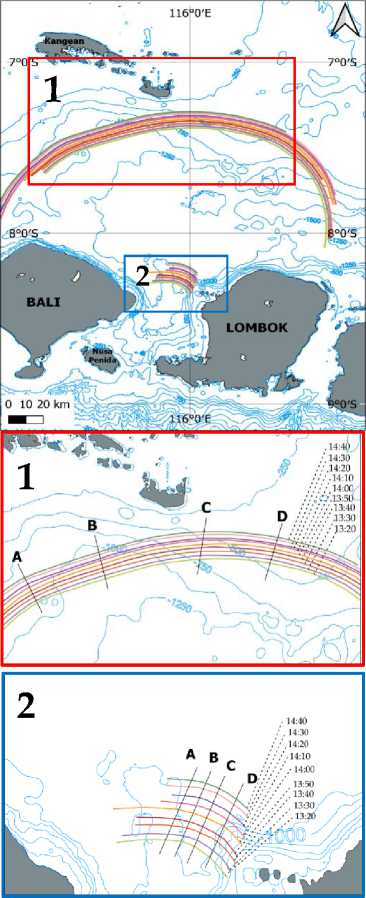 116°0'E
Kangean
7°0'S
7°0'S
1
-750
-1250
8°0'S
8°0'S
2
BALI
LOMBOK
Nusa
Penida
9°0'S
0 10 20 km
116°0'E
1
14:40
14:30
14:20
14:10
14:00
13:50
13:40
13:30
13:20
A
B
C
D
-1250
2
14:40
14:30
14:20
14:10
14:00
13:50
13:40
13:30
13:20
A
B
C
D
-1000